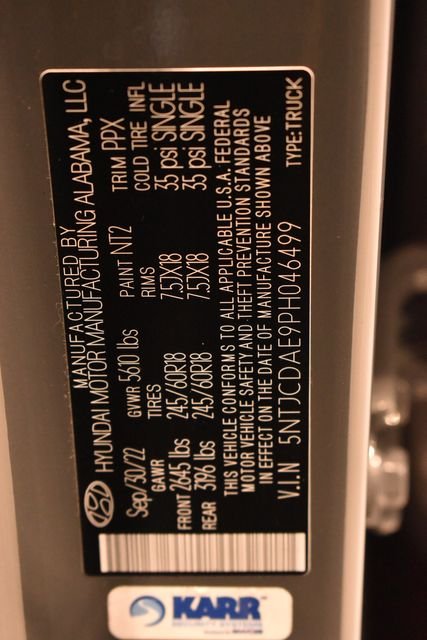 MANUFACTURED BY
HYUNDAI MOTOR MANUFACTURING ALABAMA, LLC
Sep/30/22 GVWR 5610 lbs PAINT NT2 TRIM PPX
GAWR TIRES RIMS COLD TIRE INFL
FRONT 2645 lbs 245/60R18 7.5JX18 35 psi SINGLE
REAR 3196 lbs 245/60R18 7.5JX18 35 psi SINGLE
THIS VEHICLE CONFORMS TO ALL APPLICABLE U.S.A. FEDERAL
MOTOR VEHICLE SAFETY AND THEFT PREVENTION STANDARDS
IN EFFECT ON THE DATE OF MANUFACTURE SHOWN ABOVE
V.I.N 5NTJCDAE9PH046499 TYPE:TRUCK
KARR
SECURITY SYSTEMS